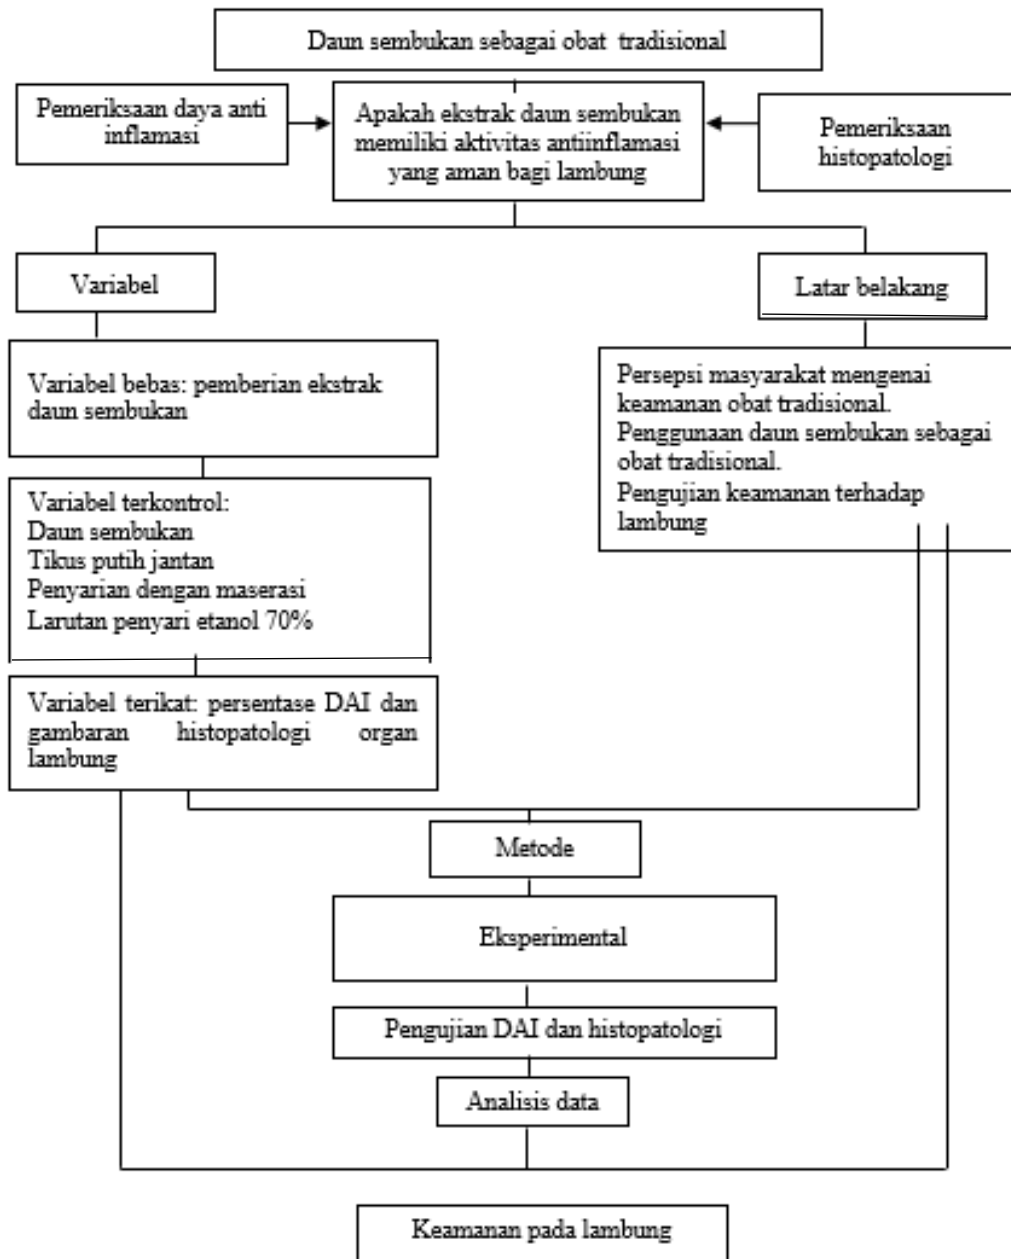 Daun sembukan sebagai obat tradisional
Pemeriksaan daya anti
inflamasi
Apakah ekstrak daun sembukan
memiliki aktivitas antiinflamasi
yang aman bagi lambung
Pemeriksaan
histopatologi
Variabel
Latar belakang
Variabel bebas: pemberian ekstrak
daun sembukan
Persepsi masyarakat mengenai
keamanan obat tradisional.
Penggunaan daun sembukan sebagai
obat tradisional.
Pengujian keamanan terhadap
lambung
Variabel terkontrol:
Daun sembukan
Tikus putih jantan
Penyarian dengan maserasi
Larutan penyari etanol 70%
Variabel terikat: persentase DAI dan
gambaran histopatologi organ
lambung
Metode
Eksperimental
Pengujian DAI dan histopatologi
Analisis data
Keamanan pada lambung